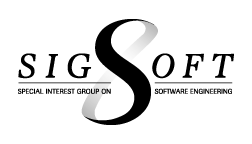 SIGSOFT
SPECIAL INTEREST GROUP ON SOFTWARE ENGINEERING